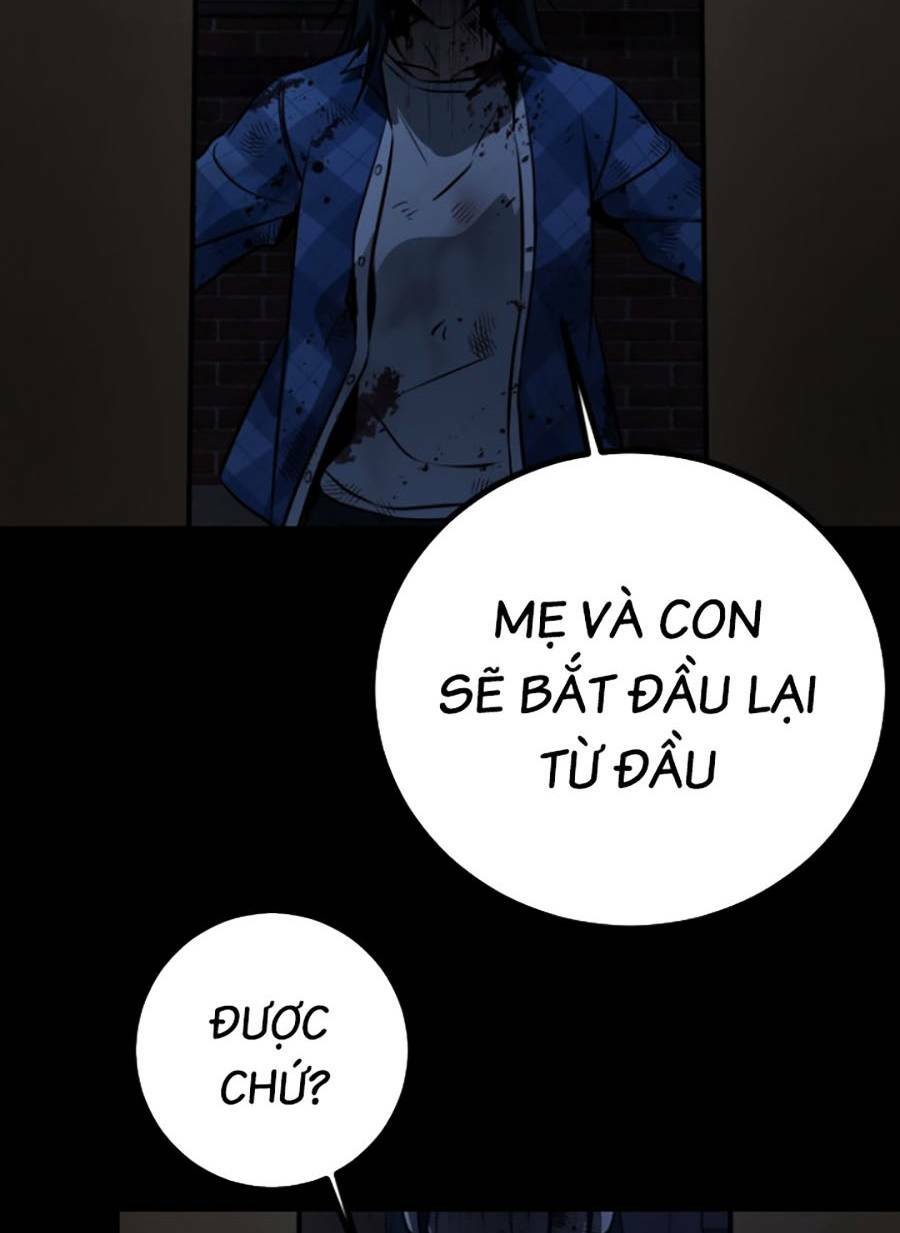 MẸ VÀ CON
SẼ BẮT ĐẦU LẠI
TỪ ĐẦU
ĐƯỢC
CHỨ?